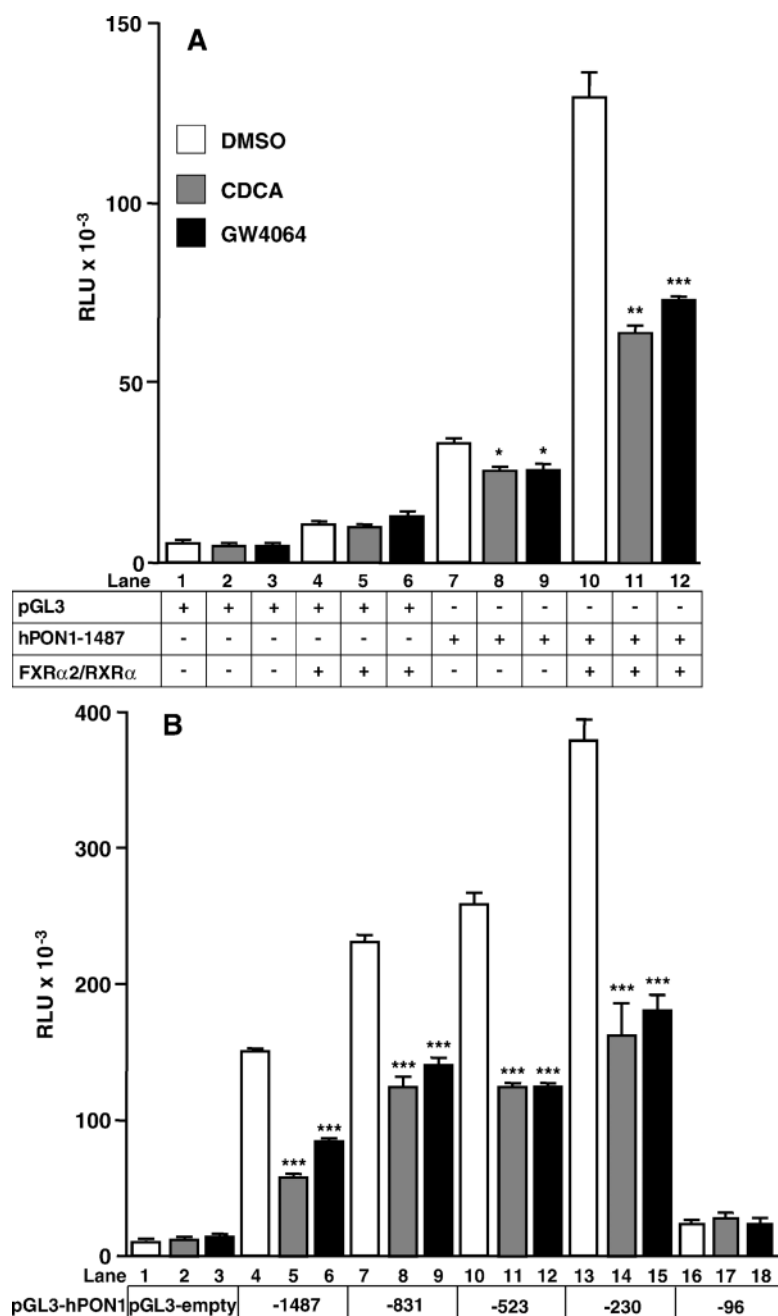 150
A
DMSO
CDCA
GW4064
100
RLU x 10⁻³
***
**
50
* *
0
Lane 1 2 3 4 5 6 7 8 9 10 11 12
pGL3 + + + + + + - - - - - -
hPON1-1487 - - - - - - + + + + + +
FXRα2/RXRα - - - + + + - - - + + +
400
B
300
RLU x 10⁻³
200
*** ***
*** ***
*** ***
100
*** ***
0
Lane 1 2 3 4 5 6 7 8 9 10 11 12 13 14 15 16 17 18
pGL3-hPON1 pGL3-empty -1487 -831 -523 -230 -96